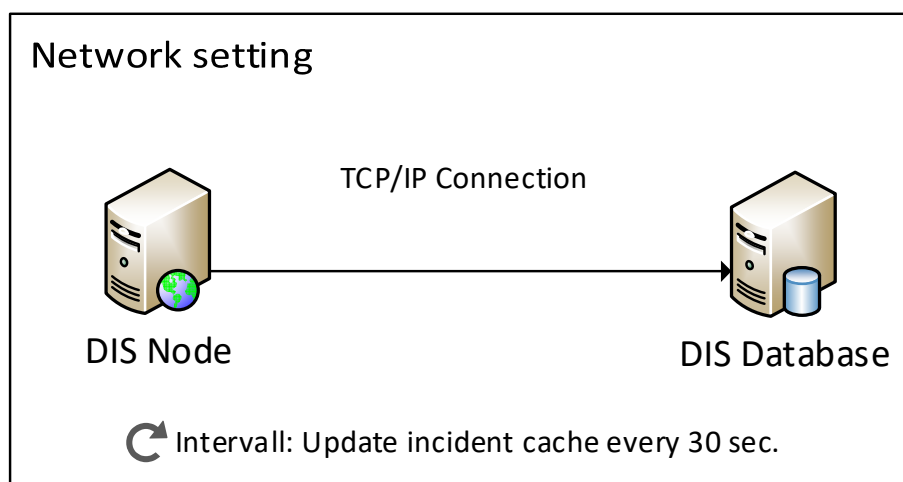 Network setting
TCP/IP Connection
DIS Node
DIS Database
Intervall: Update incident cache every 30 sec.